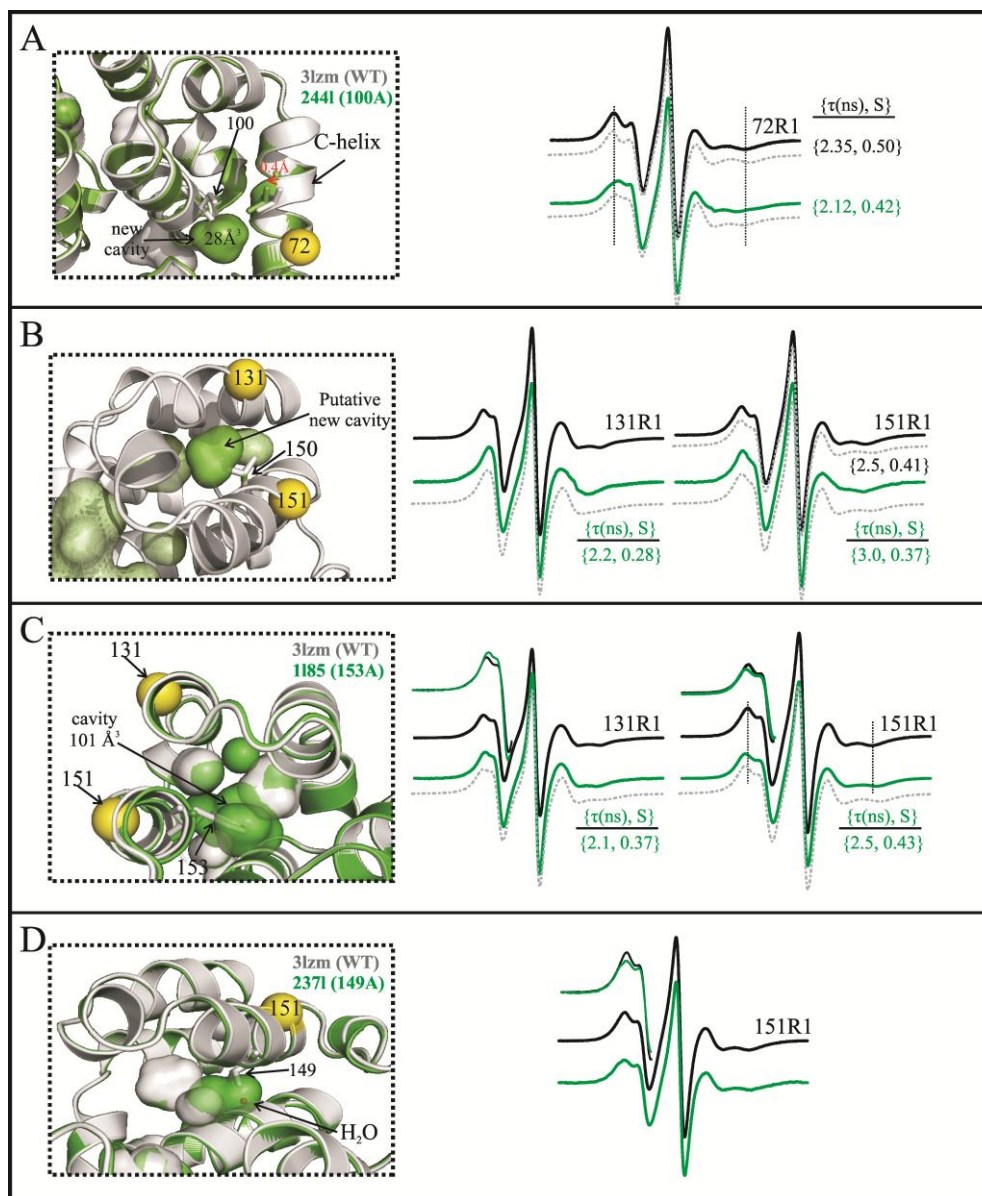 A
3lzm (WT)
244l (100A)
100
C-helix
0.4Å
new
cavity
28Å³
72
{τ(ns), S}
72R1
{2.35, 0.50}
{2.12, 0.42}
B
131
Putative
new cavity
150
151
131R1
{τ(ns), S}
{2.2, 0.28}
151R1
{2.5, 0.41}
{τ(ns), S}
{3.0, 0.37}
C
3lzm (WT)
1l85 (153A)
131
cavity
101 Å³
151
153
131R1
{τ(ns), S}
{2.1, 0.37}
151R1
{τ(ns), S}
{2.5, 0.43}
D
3lzm (WT)
237l (149A)
151
149
H₂O
151R1